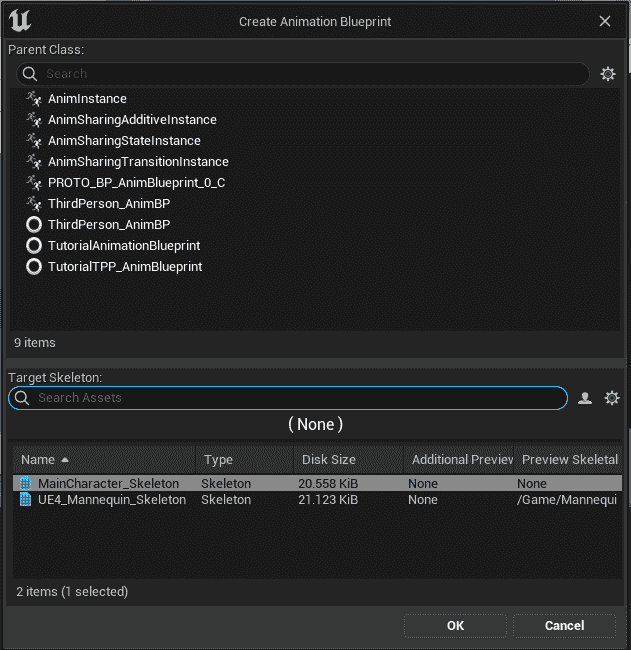 Create Animation Blueprint
Parent Class:
Search
AnimInstance
AnimSharingAdditiveInstance
AnimSharingStateInstance
AnimSharingTransitionInstance
PROTO_BP_AnimBlueprint_0_C
ThirdPerson_AnimBP
ThirdPerson_AnimBP
TutorialAnimationBlueprint
TutorialTPP_AnimBlueprint
9 items
Target Skeleton:
Search Assets
( None )
Name Type Disk Size Additional Preview Preview Skeletal
MainCharacter_Skeleton Skeleton 20.558 KiB None None
UE4_Mannequin_Skeleton Skeleton 21.123 KiB None /Game/Mannequi
2 items (1 selected)
OK Cancel